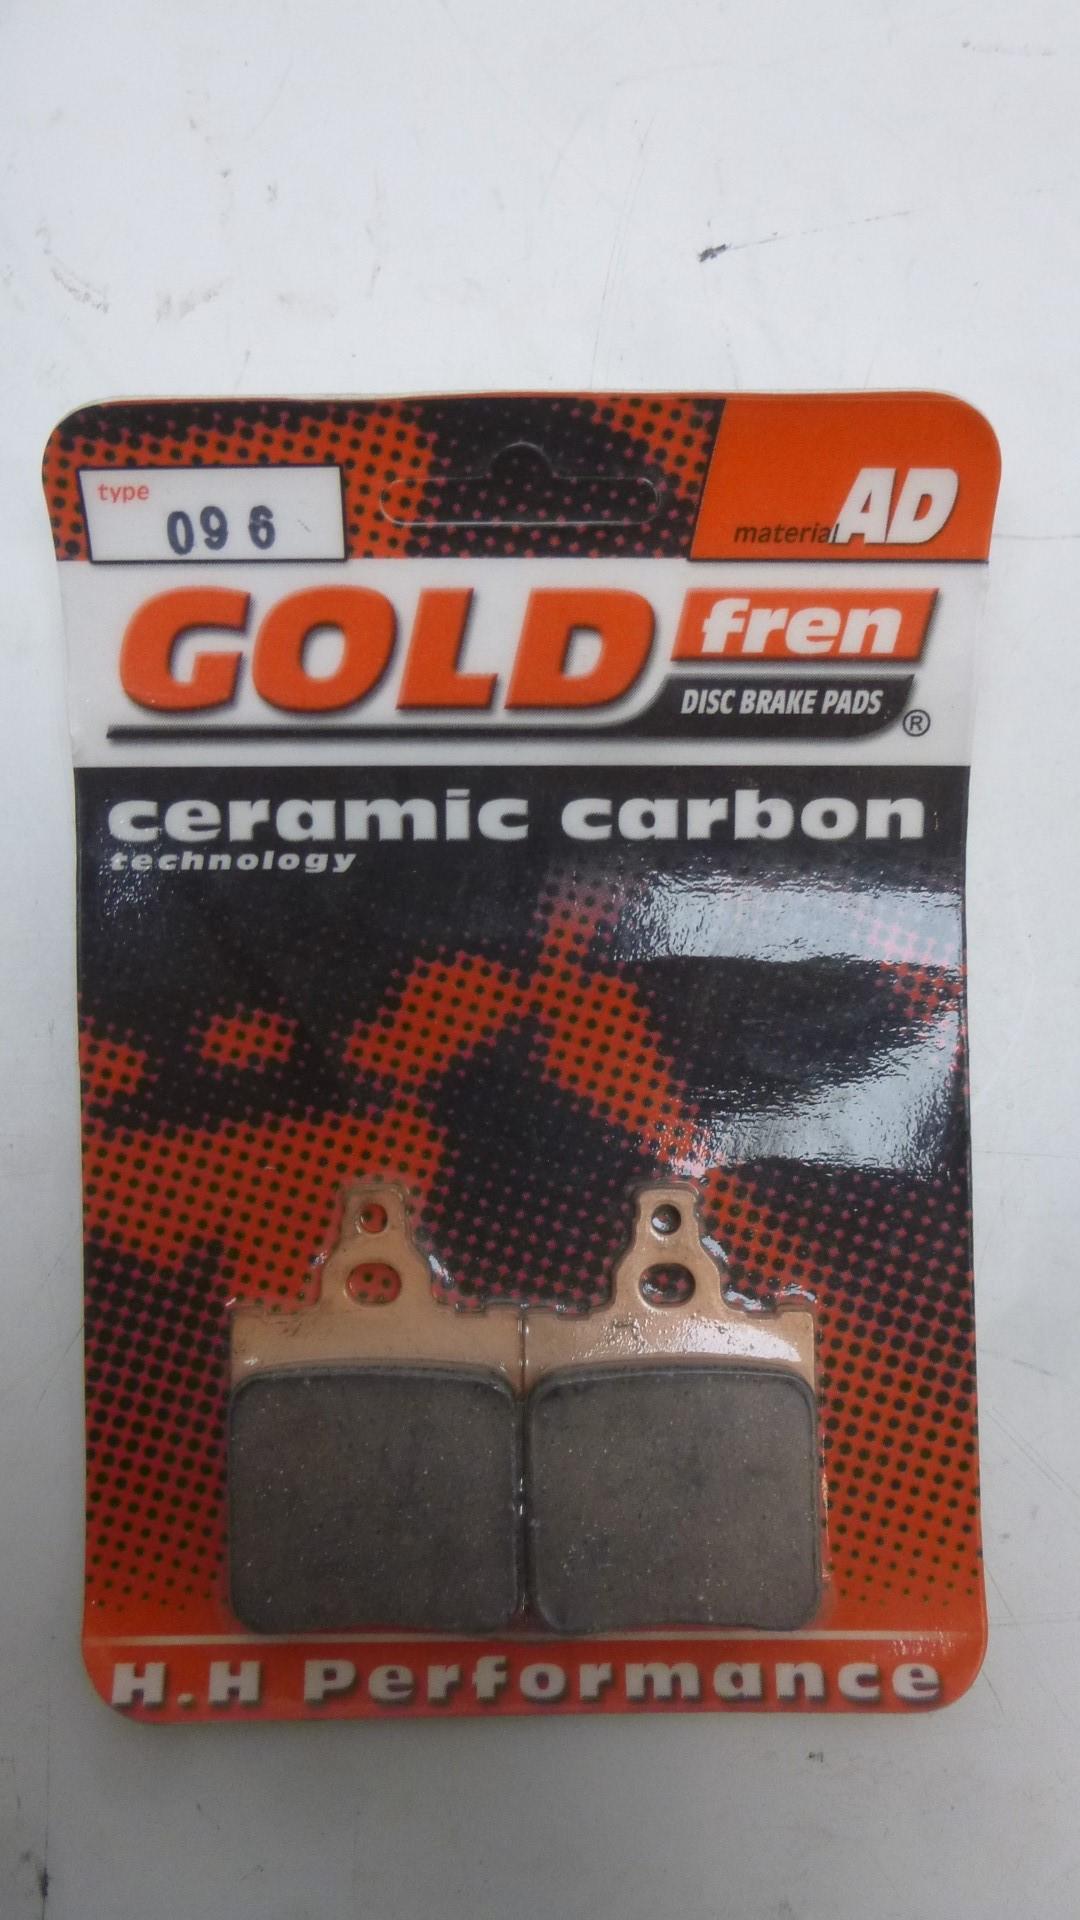 type
096
material AD
GOLD fren
DISC BRAKE PADS ®
ceramic carbon
technology
H.H Performance